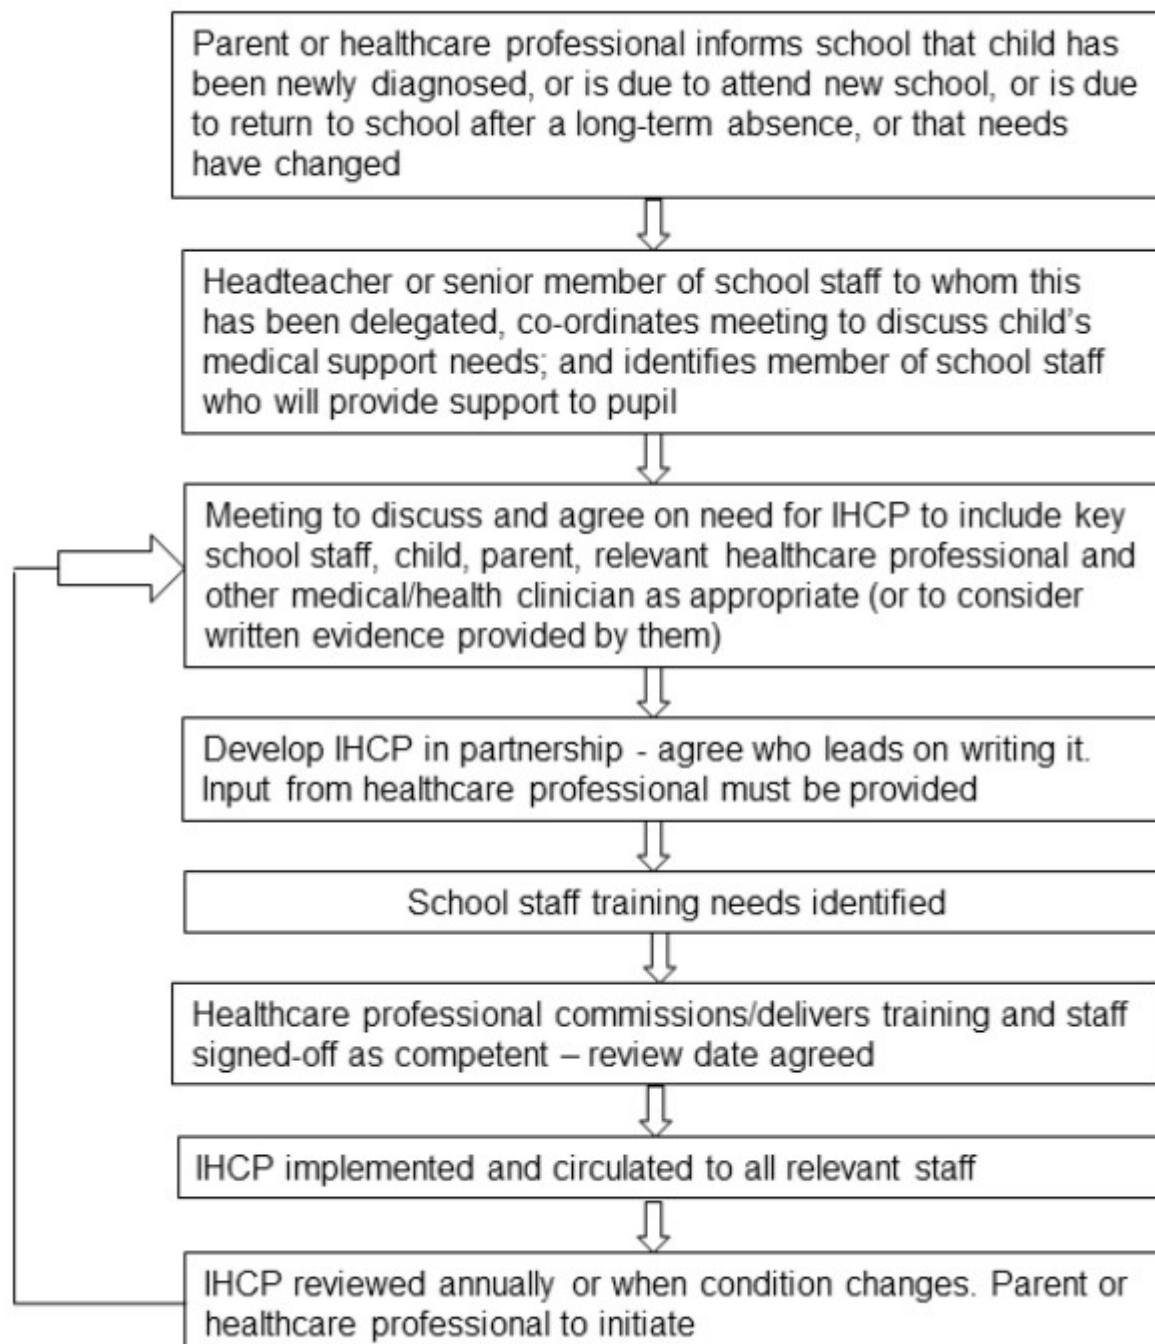 Parent or healthcare professional informs school that child has
been newly diagnosed, or is due to attend new school, or is due
to return to school after a long-term absence, or that needs
have changed
Headteacher or senior member of school staff to whom this
has been delegated, co-ordinates meeting to discuss child's
medical support needs; and identifies member of school staff
who will provide support to pupil
Meeting to discuss and agree on need for IHCP to include key
school staff, child, parent, relevant healthcare professional and
other medical/health clinician as appropriate (or to consider
written evidence provided by them)
Develop IHCP in partnership - agree who leads on writing it.
Input from healthcare professional must be provided
School staff training needs identified
Healthcare professional commissions/delivers training and staff
signed-off as competent – review date agreed
IHCP implemented and circulated to all relevant staff
IHCP reviewed annually or when condition changes. Parent or
healthcare professional to initiate